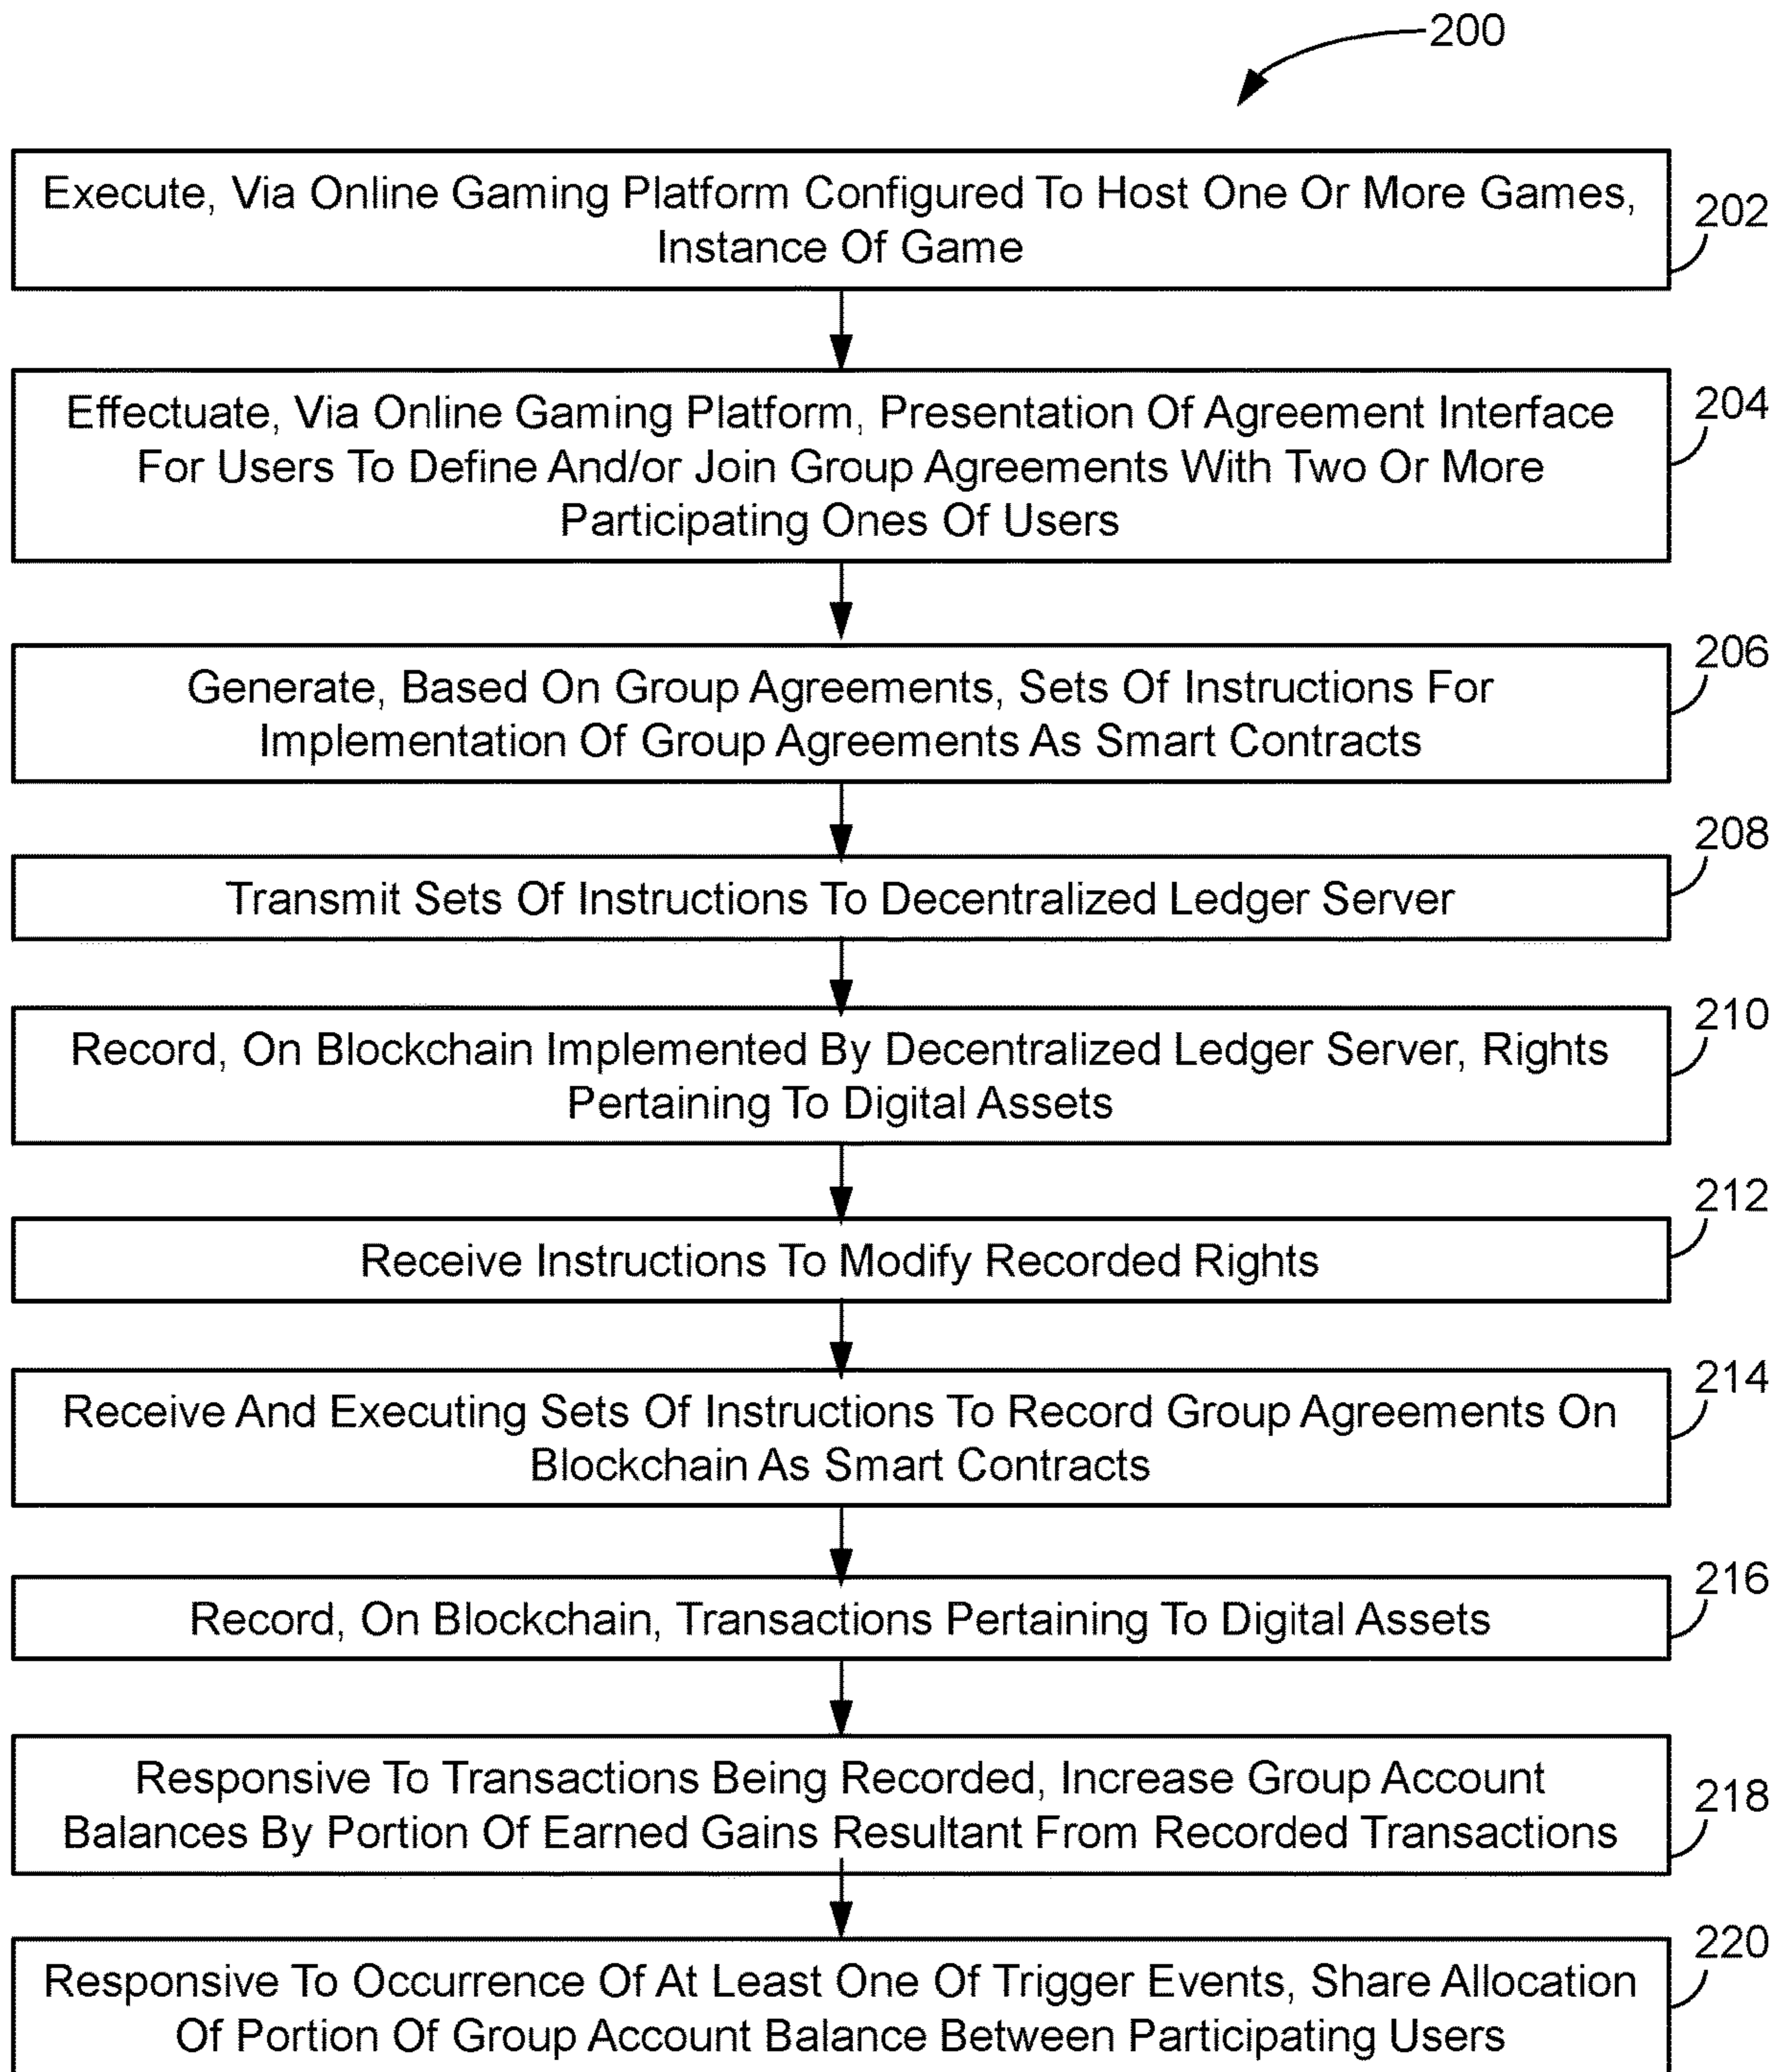 200
Execute, Via Online Gaming Platform Configured To Host One Or More Games,
Instance Of Game
202
Effectuate, Via Online Gaming Platform, Presentation Of Agreement Interface
For Users To Define And/or Join Group Agreements With Two Or More
Participating Ones Of Users
204
Generate, Based On Group Agreements, Sets Of Instructions For
Implementation Of Group Agreements As Smart Contracts
206
Transmit Sets Of Instructions To Decentralized Ledger Server
208
Record, On Blockchain Implemented By Decentralized Ledger Server, Rights
Pertaining To Digital Assets
210
Receive Instructions To Modify Recorded Rights
212
Receive And Executing Sets Of Instructions To Record Group Agreements On
Blockchain As Smart Contracts
214
Record, On Blockchain, Transactions Pertaining To Digital Assets
216
Responsive To Transactions Being Recorded, Increase Group Account
Balances By Portion Of Earned Gains Resultant From Recorded Transactions
218
Responsive To Occurrence Of At Least One Of Trigger Events, Share Allocation
Of Portion Of Group Account Balance Between Participating Users
220